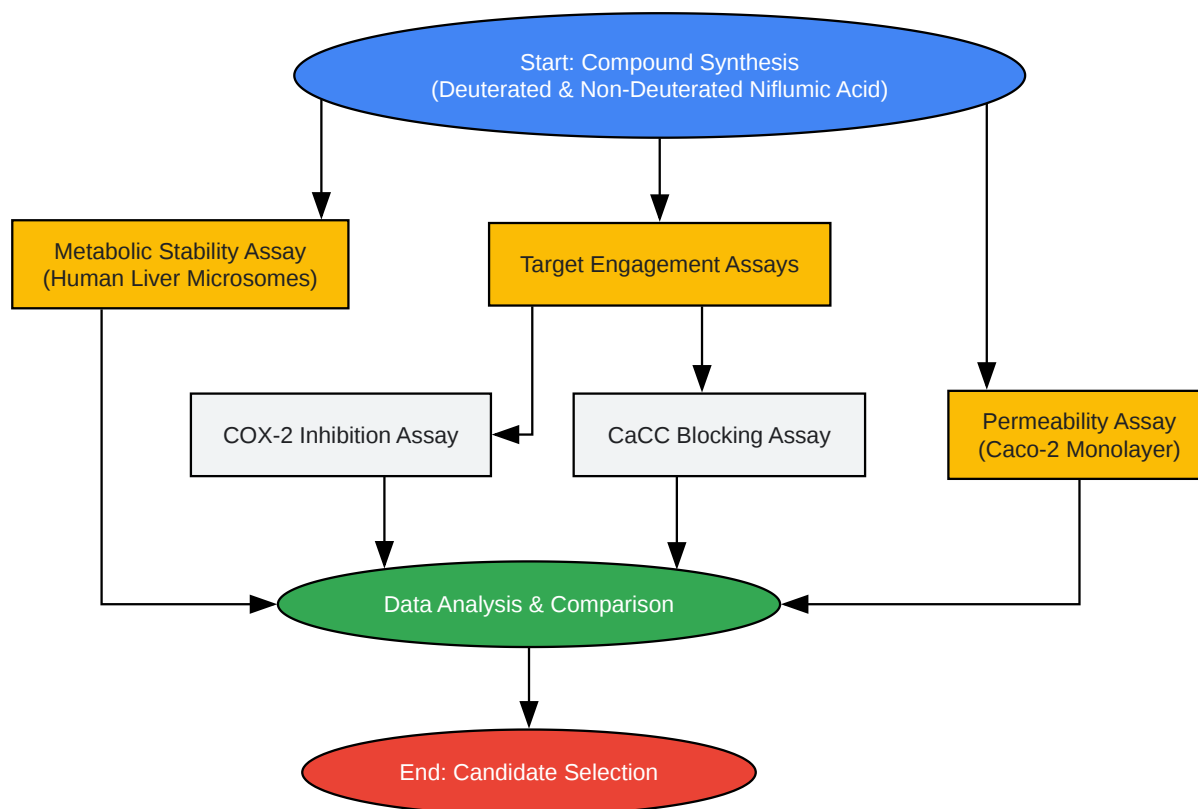 Start: Compound Synthesis
(Deuterated & Non-Deuterated Niflumic Acid)
Metabolic Stability Assay
(Human Liver Microsomes)
Target Engagement Assays
COX-2 Inhibition Assay
CaCC Blocking Assay
Permeability Assay
(Caco-2 Monolayer)
Data Analysis & Comparison
End: Candidate Selection